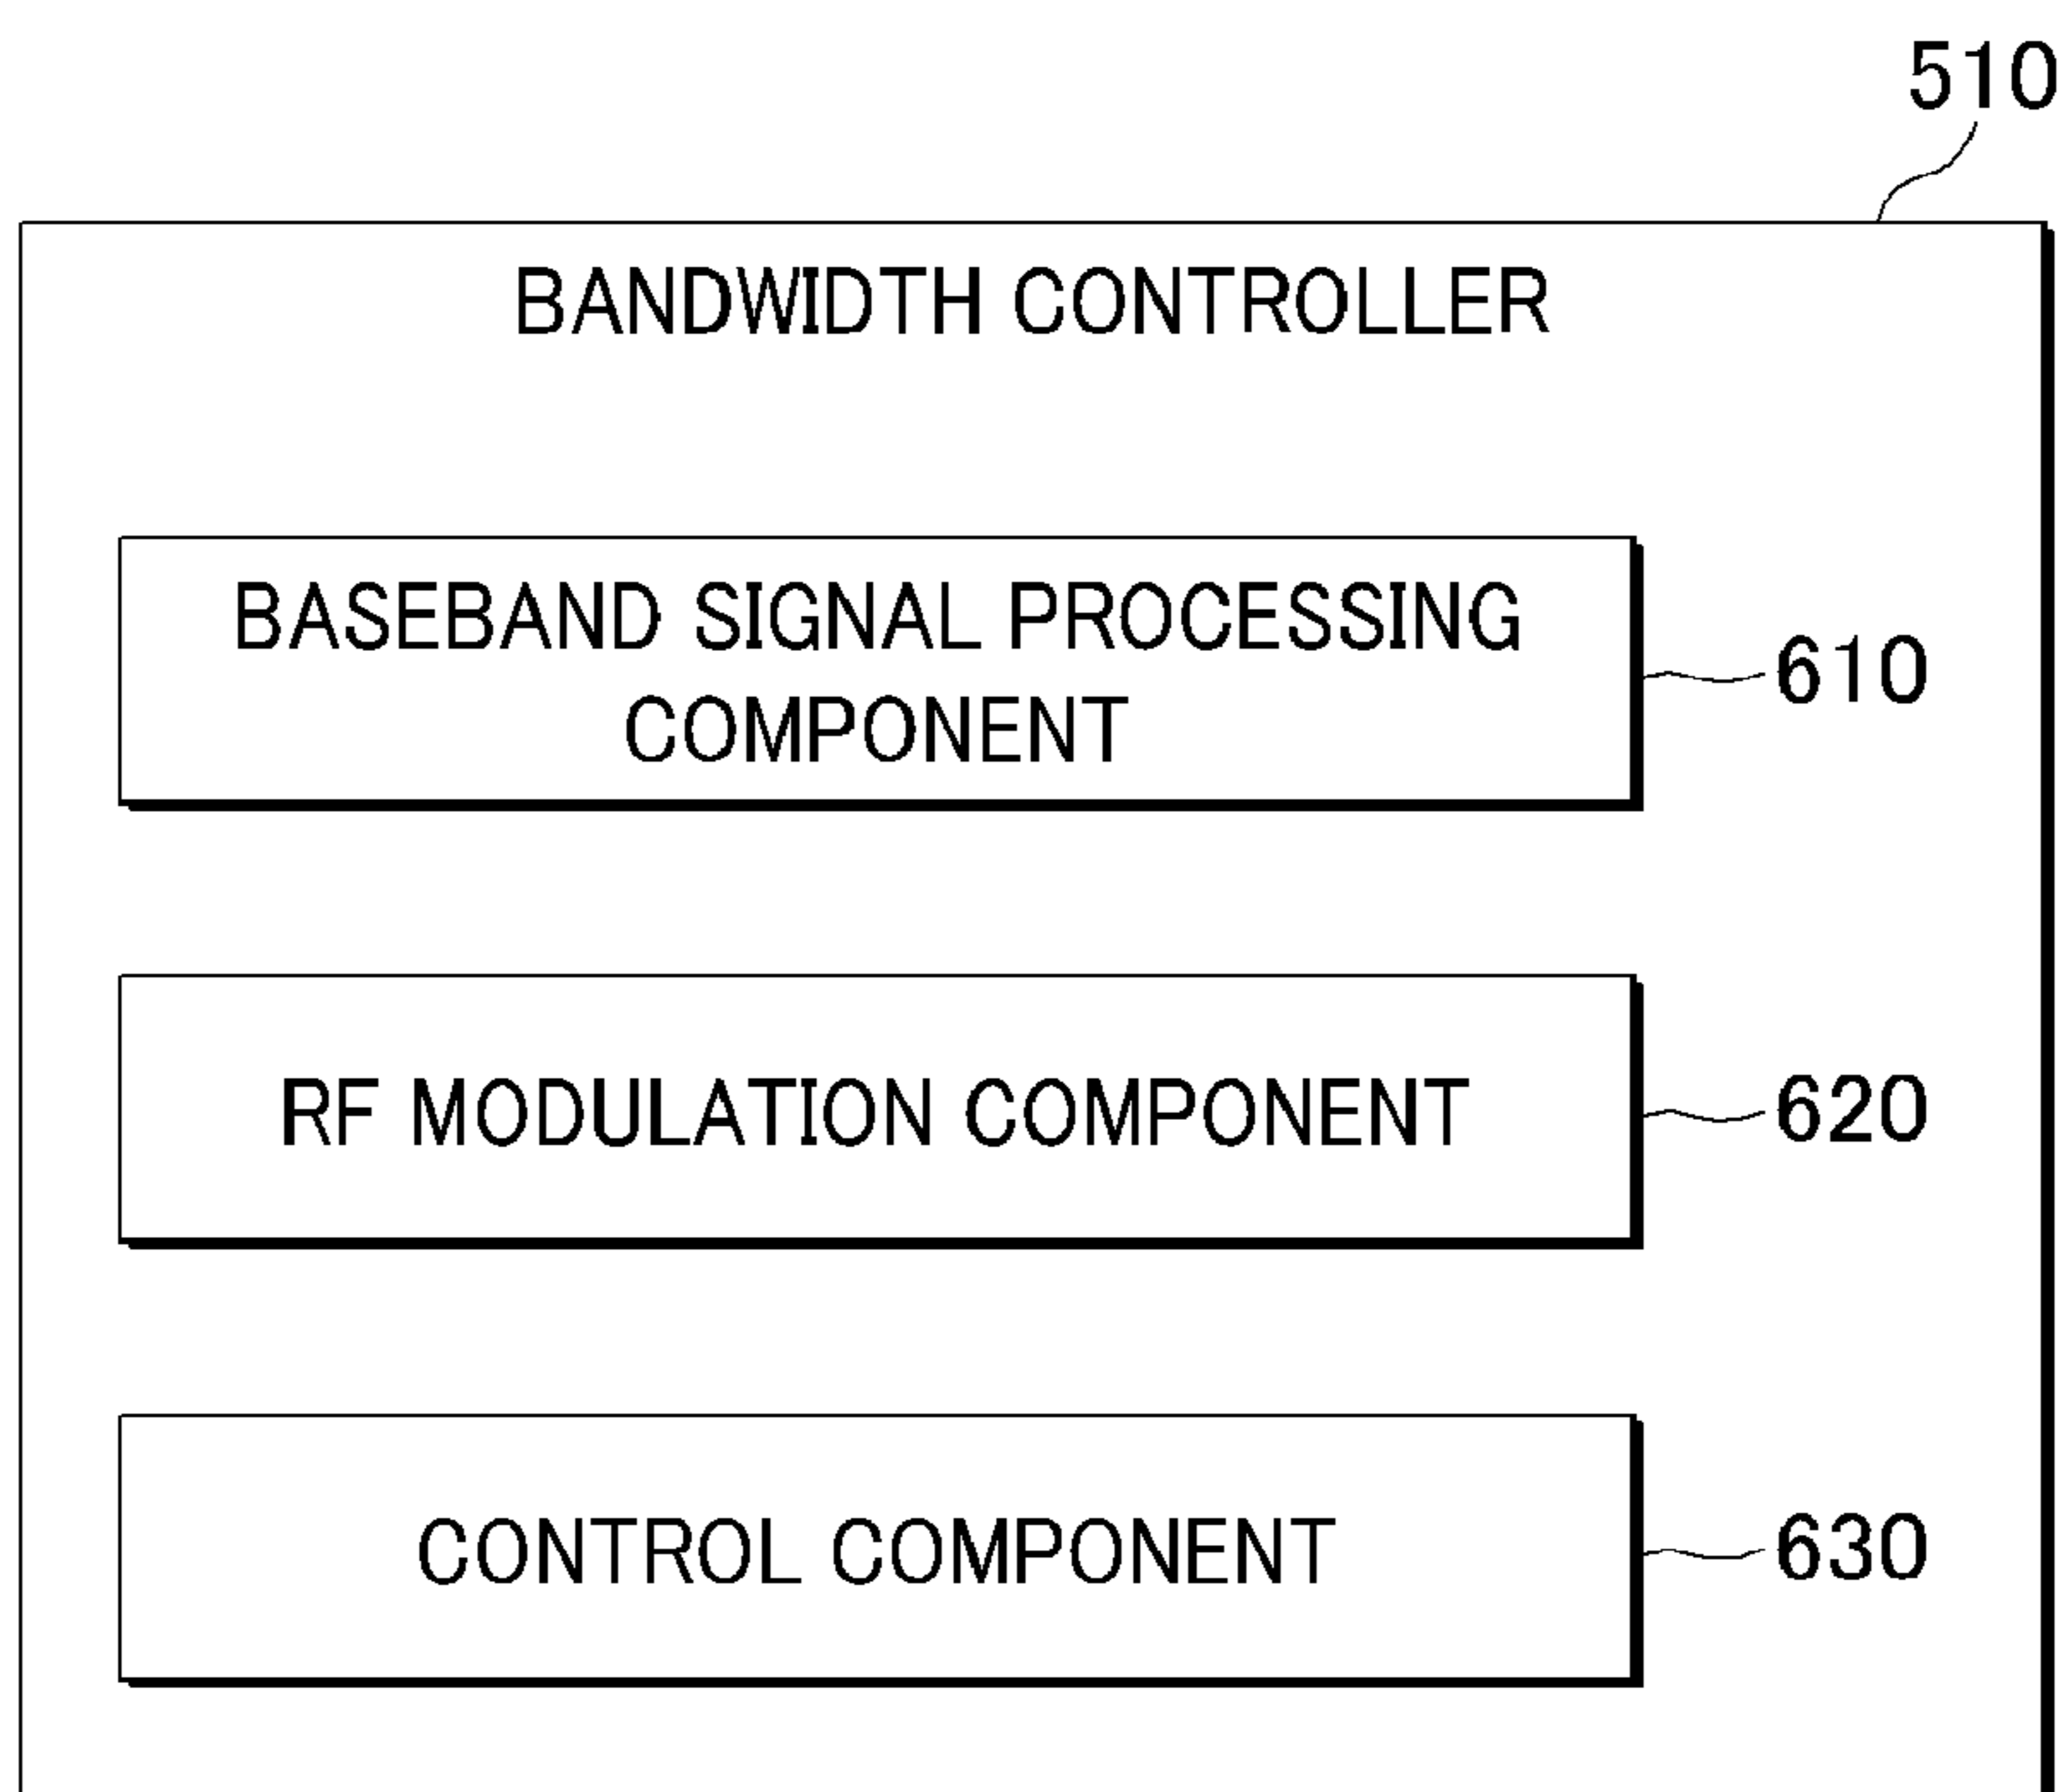 510
BANDWIDTH CONTROLLER
BASEBAND SIGNAL PROCESSING
COMPONENT
610
RF MODULATION COMPONENT
620
CONTROL COMPONENT
630